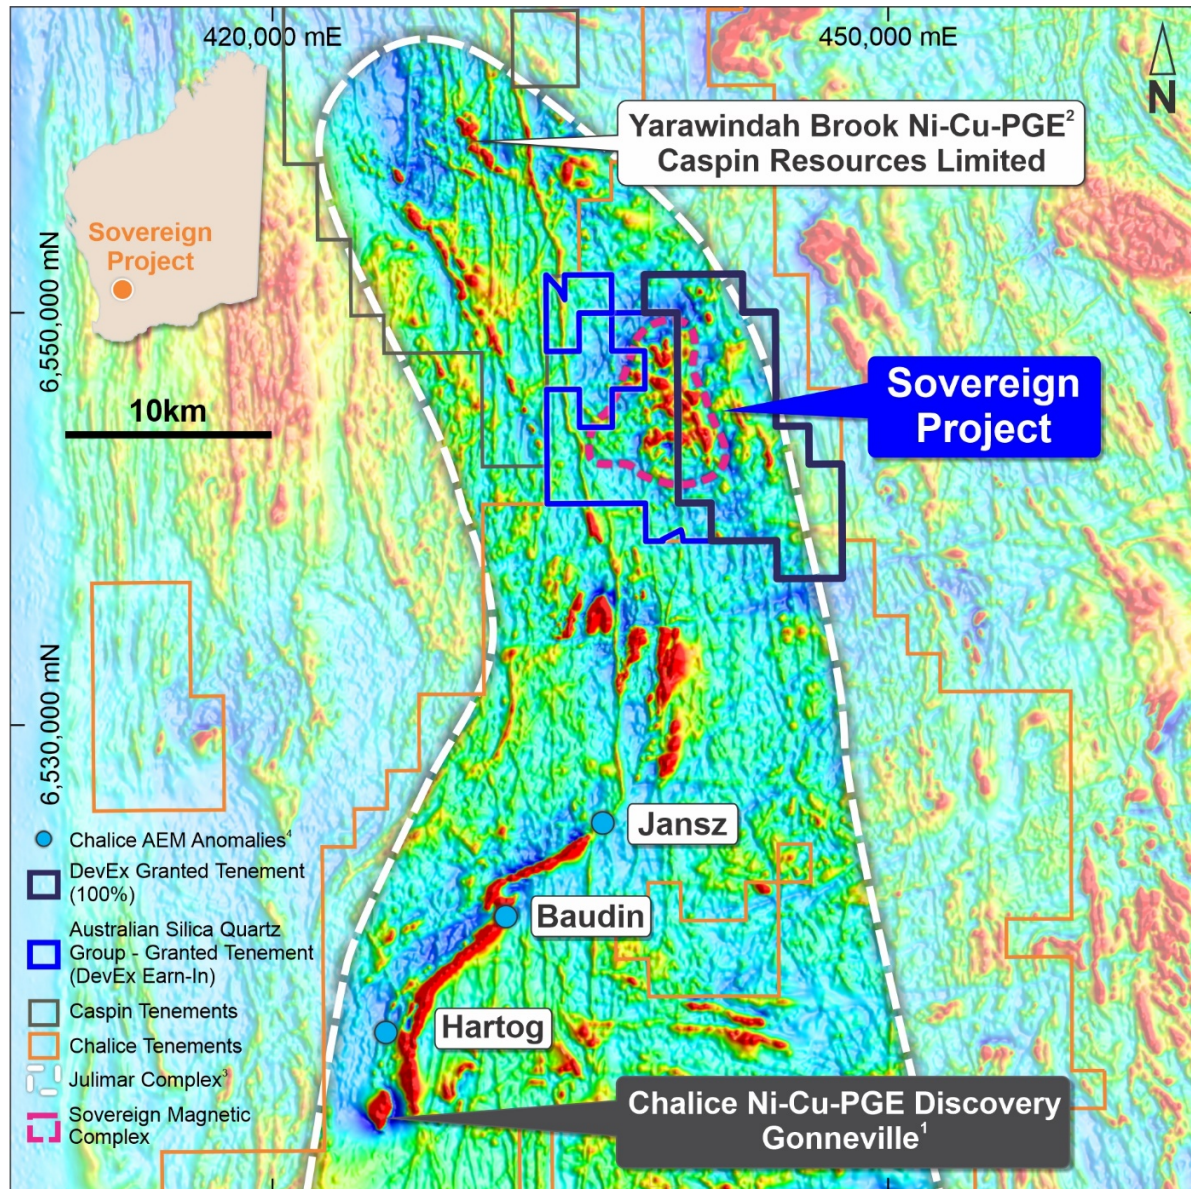 420,000 mE
450,000 mE
N
Yarawindah Brook Ni-Cu-PGE²
Caspin Resources Limited
Sovereign
Project
6,550,000 mN
10km
Sovereign
Project
6,530,000 mN
Jansz
Baudin
Hartog
Chalice Ni-Cu-PGE Discovery
Gonneville¹
Chalice AEM Anomalies⁴
DevEx Granted Tenement
(100%)
Australian Silica Quartz
Group - Granted Tenement
(DevEx Earn-In)
Caspin Tenements
Chalice Tenements
Julimar Complex³
Sovereign Magnetic
Complex